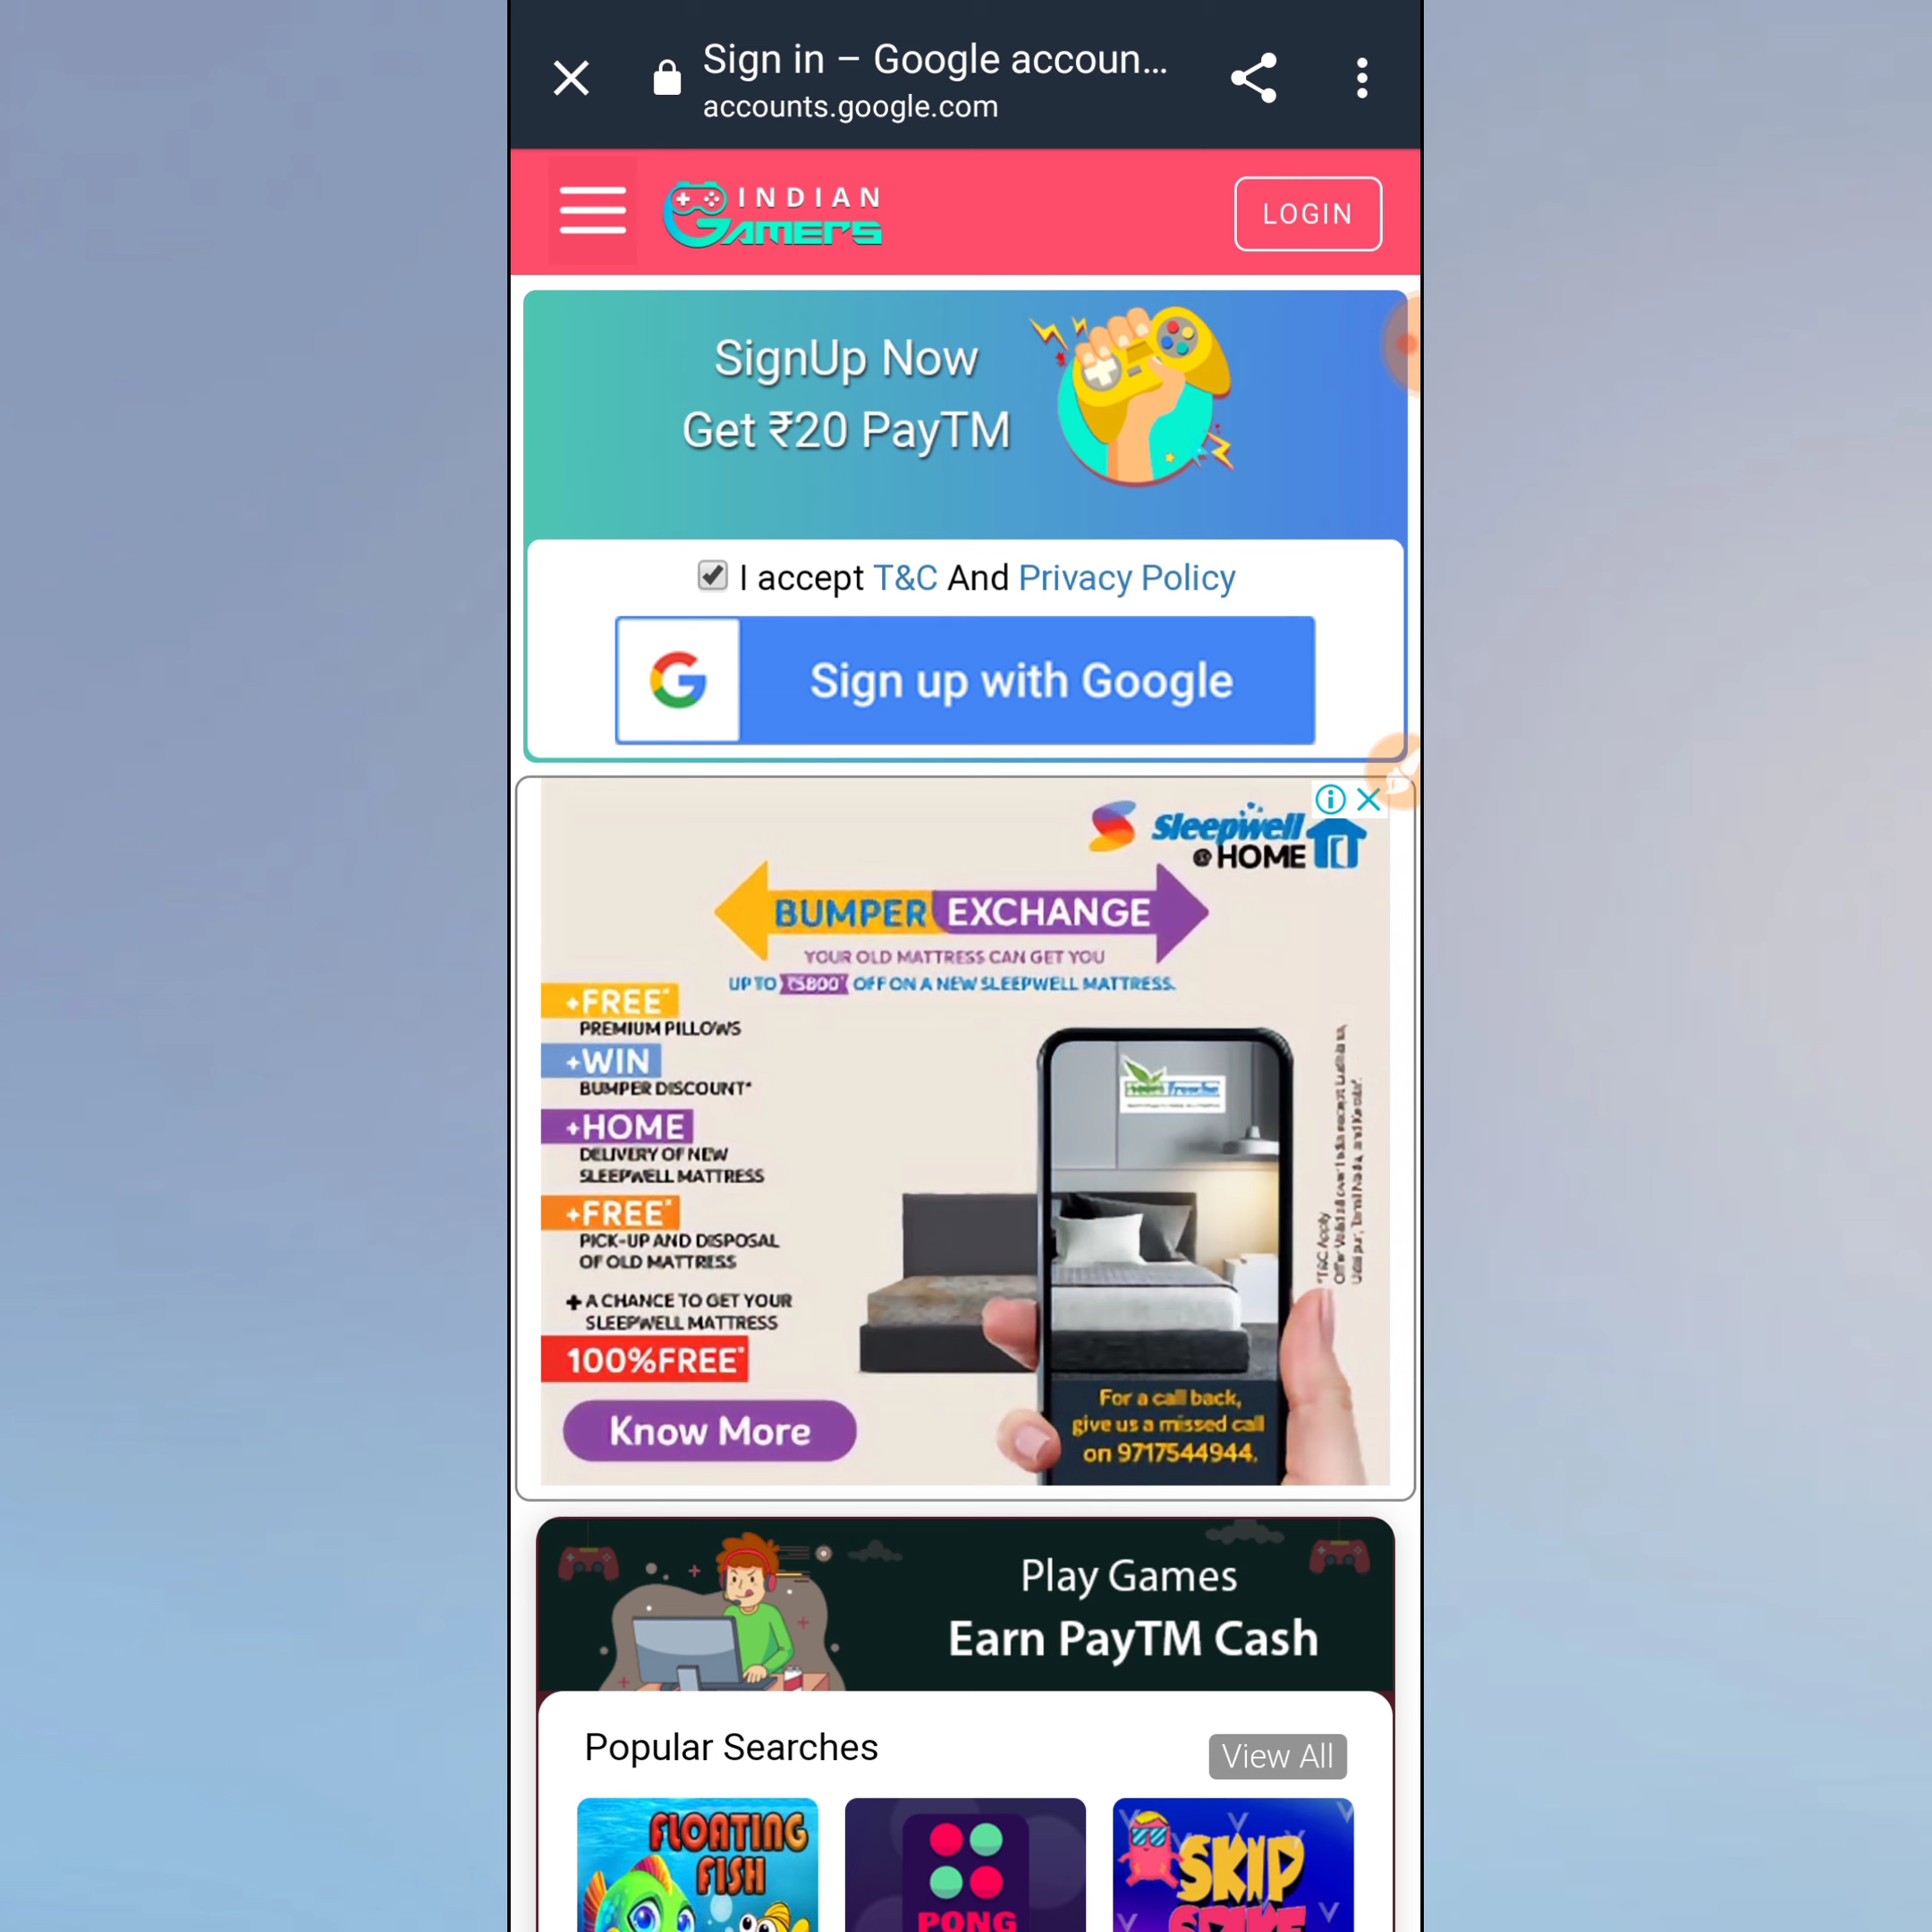 Sign in – Google accoun...
accounts.google.com
INDIAN
GAMERS
LOGIN
SignUp Now
Get ₹20 PayTM
I accept T&C And Privacy Policy
Sign up with Google
Sleepwell
@ HOME
BUMPER EXCHANGE
YOUR OLD MATTRESS CAN GET YOU
UP TO ₹5800* OFF ON A NEW SLEEPWELL MATTRESS.
+FREE*
PREMIUM PILLOWS
+WIN
BUMPER DISCOUNT*
+HOME
DELIVERY OF NEW
SLEEPWELL MATTRESS
+FREE*
PICK-UP AND DISPOSAL
OF OLD MATTRESS
+ A CHANCE TO GET YOUR
SLEEPWELL MATTRESS
100%FREE*
Know More
For a call back,
give us a missed call
on 9717544944.
*T&C Apply
Play Games
Earn PayTM Cash
Popular Searches
View All
FLOATING
FISH
PONG
SKIP